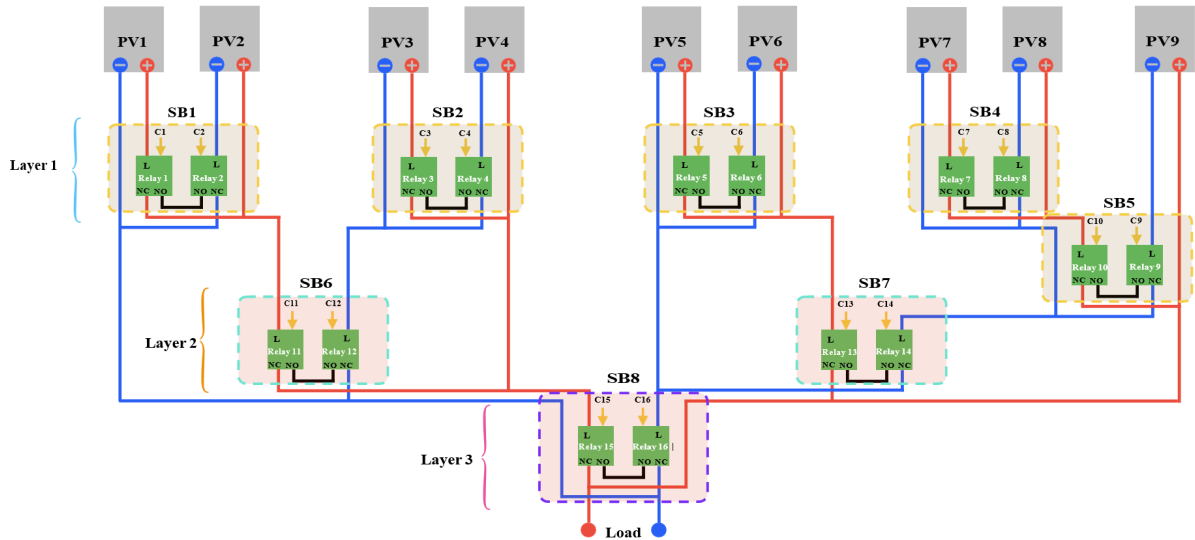 PV1 PV2 PV3 PV4 PV5 PV6 PV7 PV8 PV9
− + − + − + − + − + − + − + − + − +
SB1 SB2 SB3 SB4
C1 C2 C3 C4 C5 C6 C7 C8
Layer 1
L L L L L L L L
Relay 1 Relay 2 Relay 3 Relay 4 Relay 5 Relay 6 Relay 7 Relay 8
NC NO NO NC NC NO NO NC NC NO NO NC NC NO NO NC
SB5
C10 C9
L L
Relay 10 Relay 9
NC NO NO NC
SB6 SB7
C11 C12 C13 C14
Layer 2
L L L L
Relay 11 Relay 12 Relay 13 Relay 14
NC NO NO NC NC NO NO NC
SB8
C15 C16
L L
Relay 15 Relay 16
NC NO NO NC
Layer 3
Load